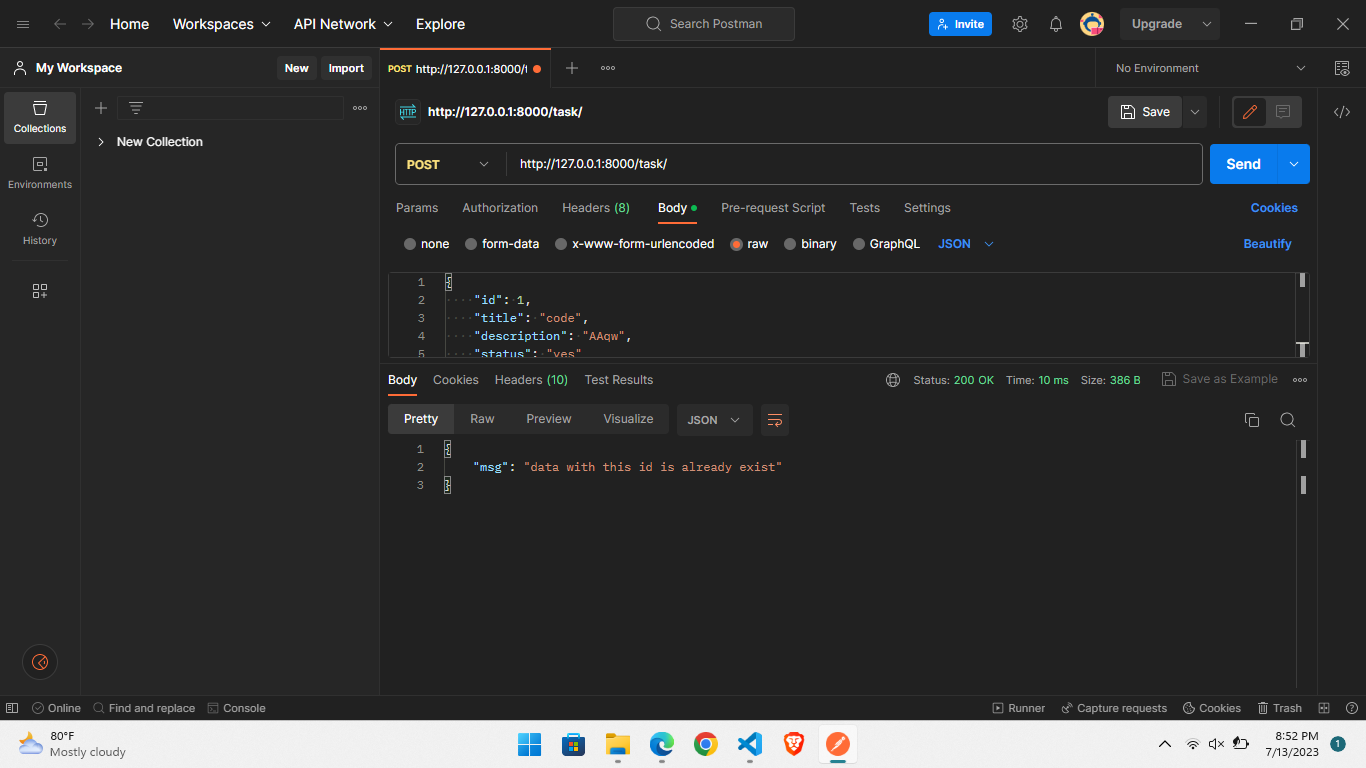 Home Workspaces API Network Explore Search Postman Invite Upgrade
My Workspace New Import POST http://127.0.0.1:8000/t No Environment
Collections
New Collection
Environments
History
HTTP http://127.0.0.1:8000/task/ Save
POST http://127.0.0.1:8000/task/ Send
Params Authorization Headers (8) Body Pre-request Script Tests Settings Cookies
none form-data x-www-form-urlencoded raw binary GraphQL JSON Beautify
1 {
2 "id": 1,
3 "title": "code",
4 "description": "AAqw",
5 "status": "yes"
Body Cookies Headers (10) Test Results Status: 200 OK Time: 10 ms Size: 386 B Save as Example
Pretty Raw Preview Visualize JSON
1 {
2 "msg": "data with this id is already exist"
3 }
Online Find and replace Console Runner Capture requests Cookies Trash
80°F
Mostly cloudy
8:52 PM
7/13/2023
1